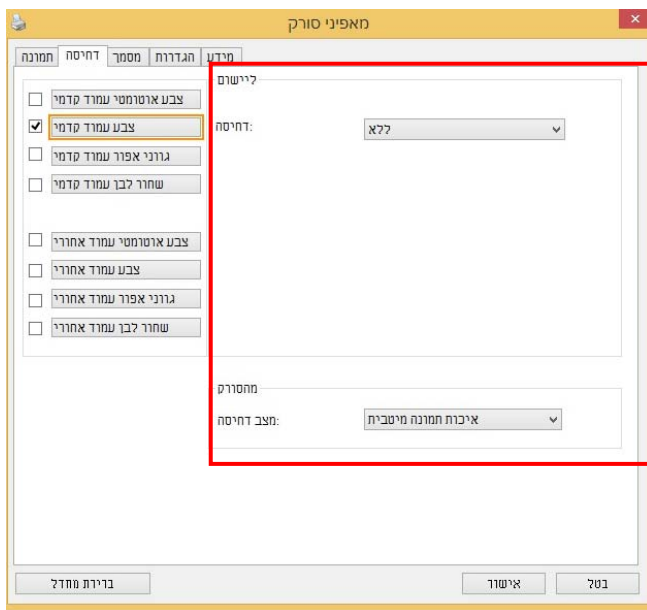 מאפיני סורק
תמונה דחיסה מסמך הגדרות מידע
צבע אוטומטי עמוד קדמי
צבע עמוד קדמי
גווני אפור עמוד קדמי
שחור לבן עמוד קדמי
צבע אוטומטי עמוד אחורי
צבע עמוד אחורי
גווני אפור עמוד אחורי
שחור לבן עמוד אחורי
ליישום
דחיסה:
ללא
מהסורק
מצב דחיסה:
איכות תמונה מיטבית
ברירת מחדל
אישור
בטל